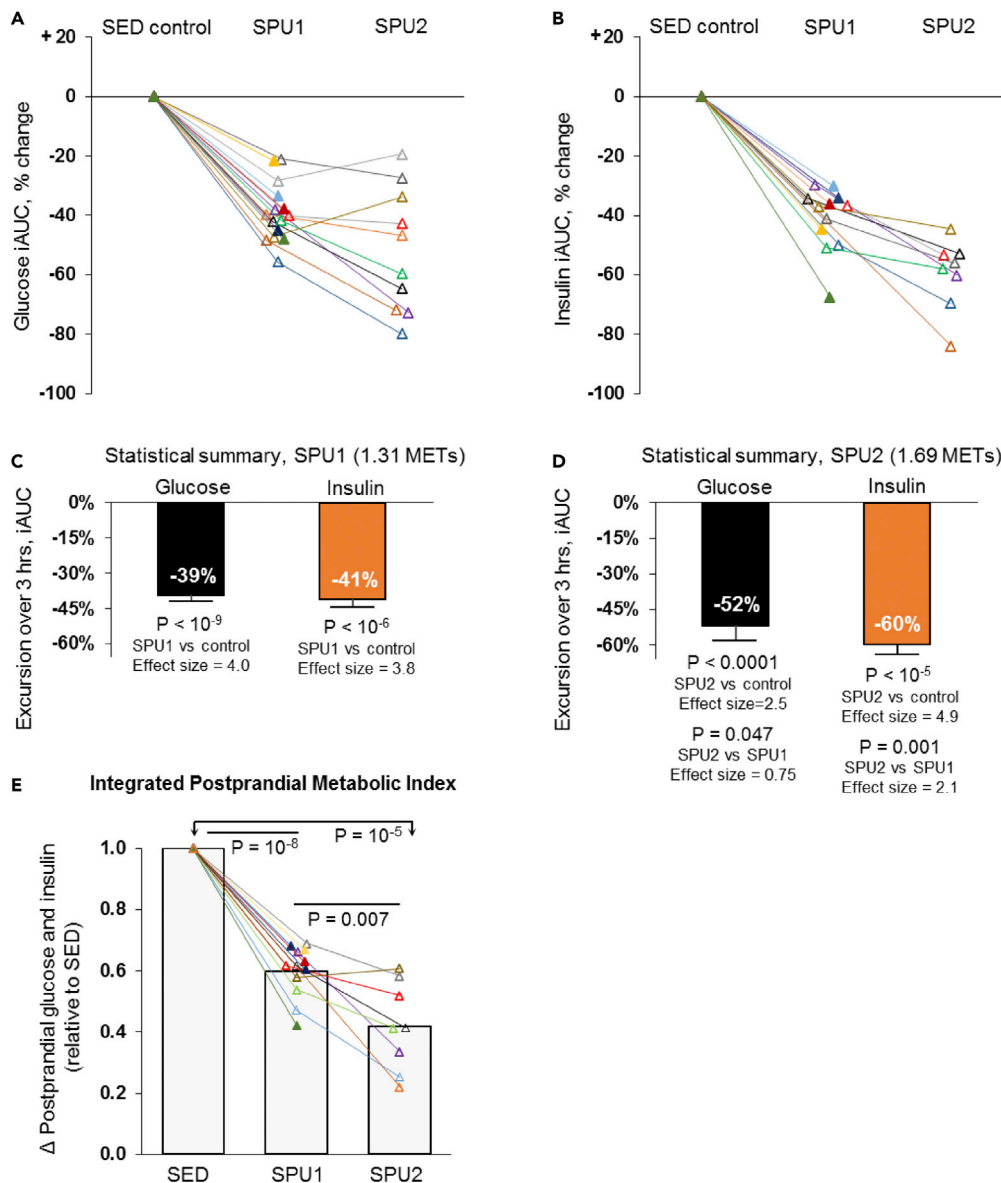 A
SED control SPU1 SPU2
+ 20
0
-20
-40
-60
-80
-100
Glucose iAUC, % change
B
SED control SPU1 SPU2
+ 20
0
-20
-40
-60
-80
-100
Insulin iAUC, % change
C
Statistical summary, SPU1 (1.31 METs)
Glucose Insulin
0%
-15%
-30%
-45%
-60%
Excursion over 3 hrs, iAUC
-39%
P < 10⁻⁹
SPU1 vs control
Effect size = 4.0
-41%
P < 10⁻⁶
SPU1 vs control
Effect size = 3.8
D
Statistical summary, SPU2 (1.69 METs)
Glucose Insulin
0%
-15%
-30%
-45%
-60%
Excursion over 3 hrs, iAUC
-52%
P < 0.0001
SPU2 vs control
Effect size=2.5
P = 0.047
SPU2 vs SPU1
Effect size = 0.75
-60%
P < 10⁻⁵
SPU2 vs control
Effect size = 4.9
P = 0.001
SPU2 vs SPU1
Effect size = 2.1
E
Integrated Postprandial Metabolic Index
P = 10⁻⁸
P = 10⁻⁵
P = 0.007
1.0
0.8
0.6
0.4
0.2
0.0
Δ Postprandial glucose and insulin
(relative to SED)
SED SPU1 SPU2